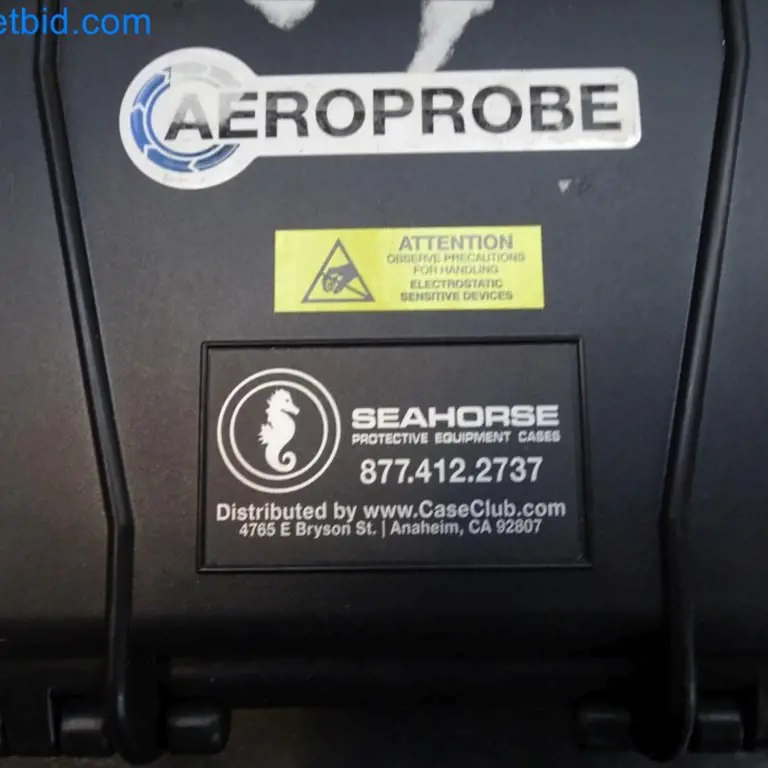 etbid.com
AEROPROBE
ATTENTION
OBSERVE PRECAUTIONS
FOR HANDLING
ELECTROSTATIC
SENSITIVE DEVICES
SEAHORSE
PROTECTIVE EQUIPMENT CASES
877.412.2737
Distributed by www.CaseClub.com
4765 E Bryson St. | Anaheim, CA 92807